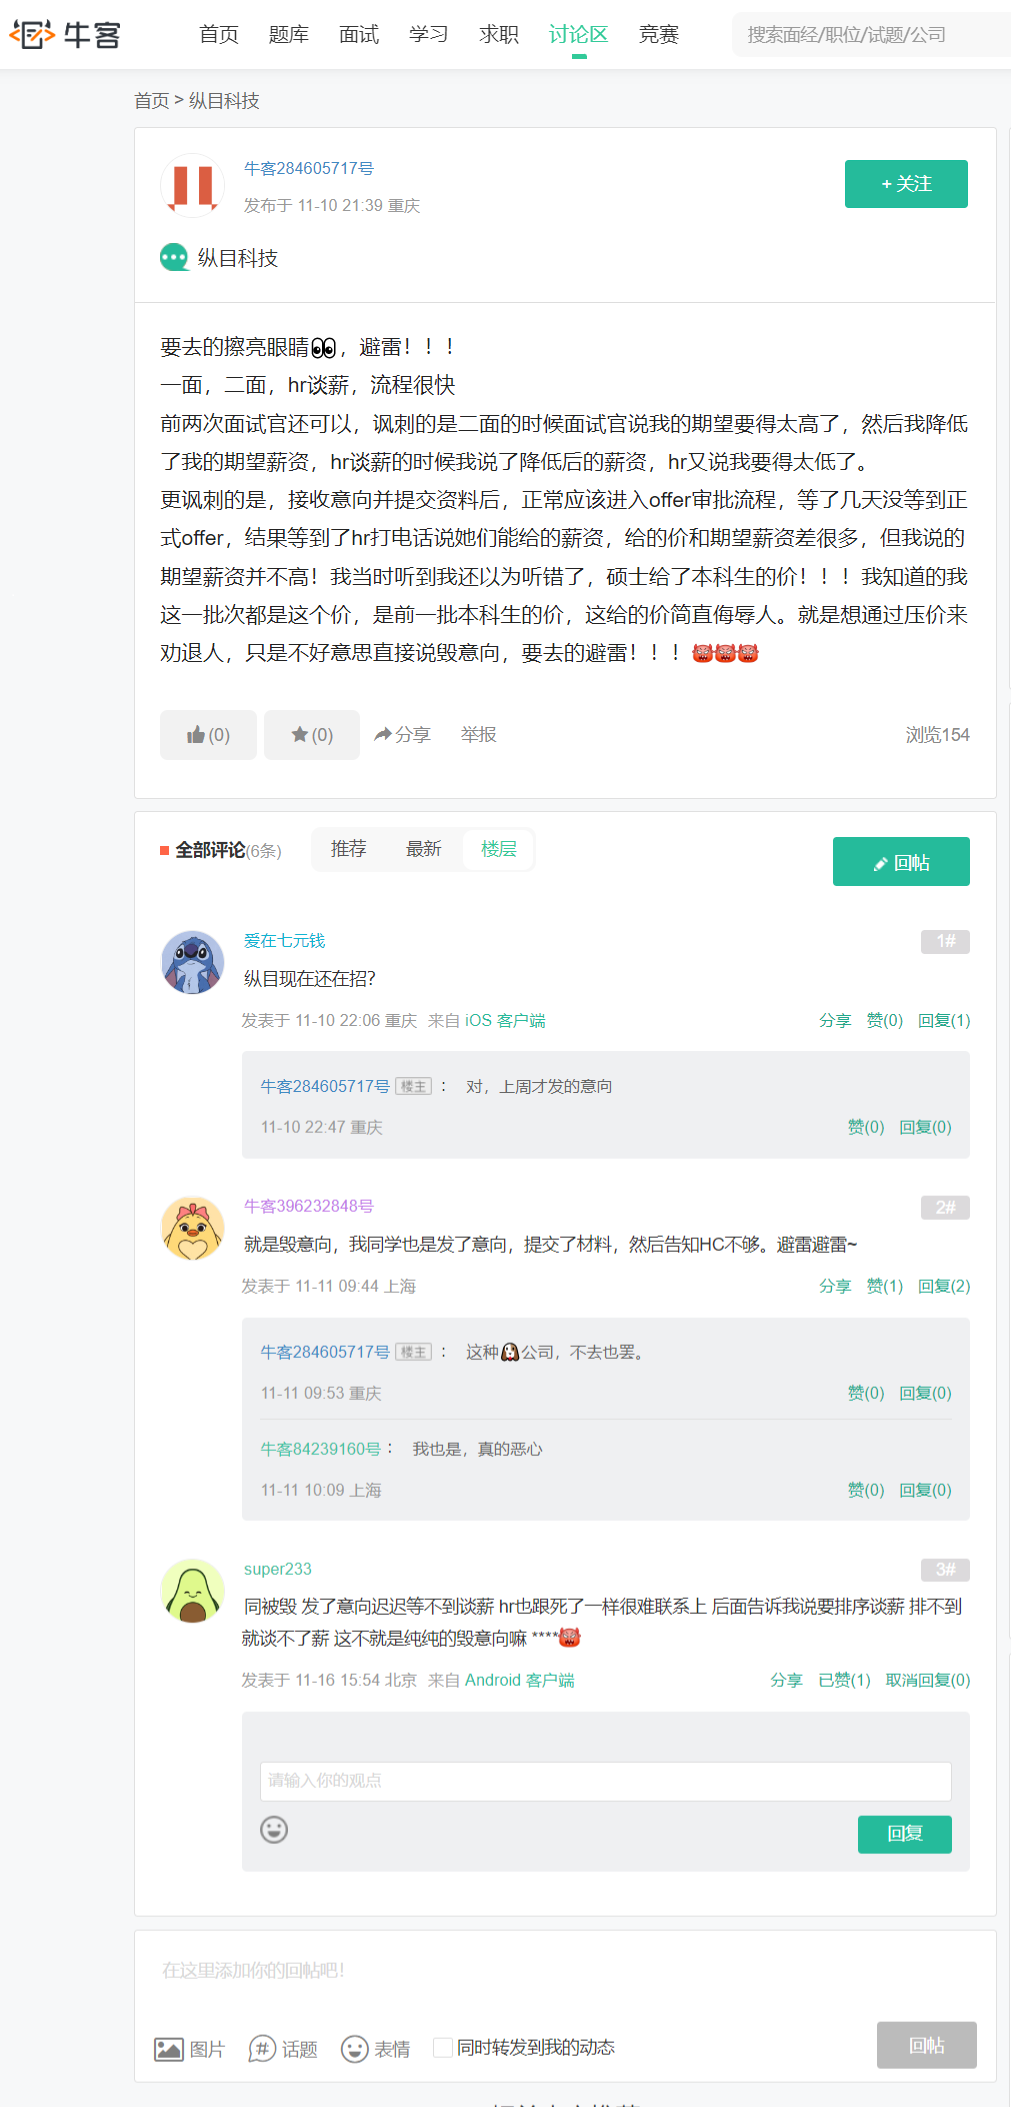 牛客
首页 题库 面试 学习 求职 讨论区 竞赛 搜索面经/职位/试题/公司
首页 > 纵目科技
牛客284605717号
+ 关注
发布于 11-10 21:39 重庆
纵目科技
要去的擦亮眼睛👀，避雷！！！
一面，二面，hr谈薪，流程很快
前两次面试官还可以，讽刺的是二面的时候面试官说我的期望要得太高了，然后我降低
了我的期望薪资，hr谈薪的时候我说了降低后的薪资，hr又说我要得太低了。
更讽刺的是，接收意向并提交资料后，正常应该进入offer审批流程，等了几天没等到正
式offer，结果等到了hr打电话说她们能给的薪资，给的价和期望薪资差很多，但我说的
期望薪资并不高！我当时听到我还以为听错了，硕士给了本科生的价！！！我知道的我
这一批次都是这个价，是前一批本科生的价，这给的价简直侮辱人。就是想通过压价来
劝退人，只是不好意思直接说毁意向，要去的避雷！！！👹👹👹
(0) (0) 分享 举报 浏览154
全部评论(6条) 推荐 最新 楼层
回帖
爱在七元钱 1#
纵目现在还在招?
发表于 11-10 22:06 重庆 来自 iOS 客户端 分享 赞(0) 回复(1)
牛客284605717号 楼主 ： 对，上周才发的意向
11-10 22:47 重庆 赞(0) 回复(0)
牛客396232848号 2#
就是毁意向，我同学也是发了意向，提交了材料，然后告知HC不够。避雷避雷~
发表于 11-11 09:44 上海 分享 赞(1) 回复(2)
牛客284605717号 楼主 ： 这种🐶公司，不去也罢。
11-11 09:53 重庆 赞(0) 回复(0)
牛客84239160号： 我也是，真的恶心
11-11 10:09 上海 赞(0) 回复(0)
super233 3#
同被毁 发了意向迟迟等不到谈薪 hr也跟死了一样很难联系上 后面告诉我说要排序谈薪 排不到
就谈不了薪 这不就是纯纯的毁意向嘛 ****👹
发表于 11-16 15:54 北京 来自 Android 客户端 分享 已赞(1) 取消回复(0)
请输入你的观点
回复
在这里添加你的回帖吧！
图片 话题 表情 同时转发到我的动态 回帖